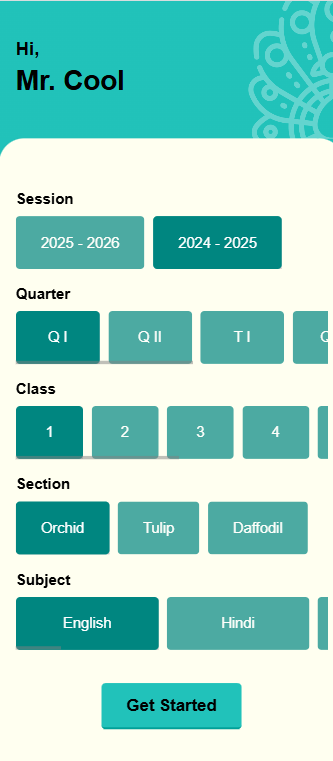 Hi,
Mr. Cool
Session
2025 - 2026 2024 - 2025
Quarter
Q I Q II T I Q
Class
1 2 3 4
Section
Orchid Tulip Daffodil
Subject
English Hindi
Get Started